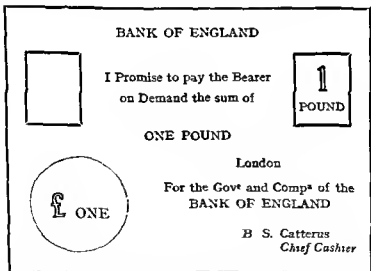 BANK OF ENGLAND
I Promise to pay the Bearer
on Demand the sum of
1
POUND
ONE POUND
London
For the Govr and Compa of the
BANK OF ENGLAND
£ ONE
B S. Catterns
Chief Cashier